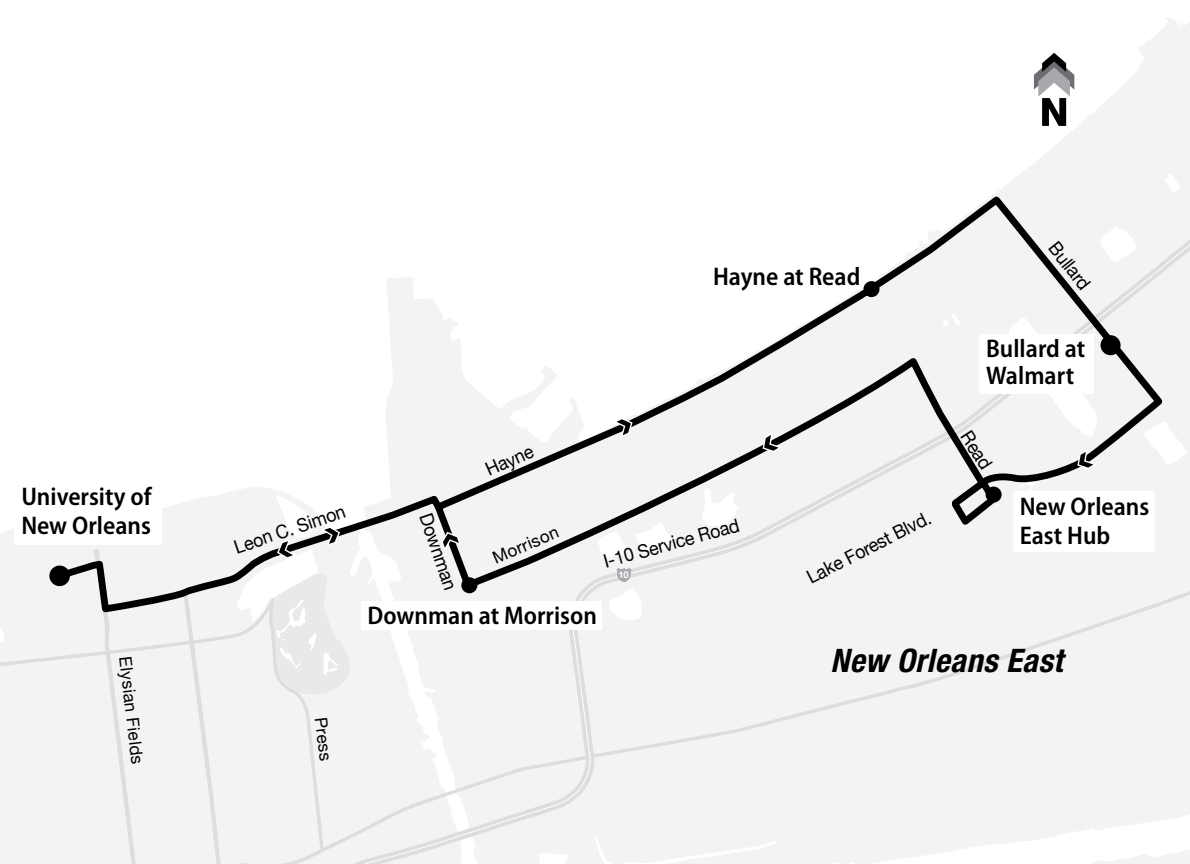 N
Bullard
Hayne at Read
Bullard at
Walmart
Read
Hayne
University of
New Orleans
Leon C. Simon
Downman
Morrison
I-10 Service Road
10
Lake Forest Blvd.
New Orleans
East Hub
Downman at Morrison
New Orleans East
Elysian Fields
Press